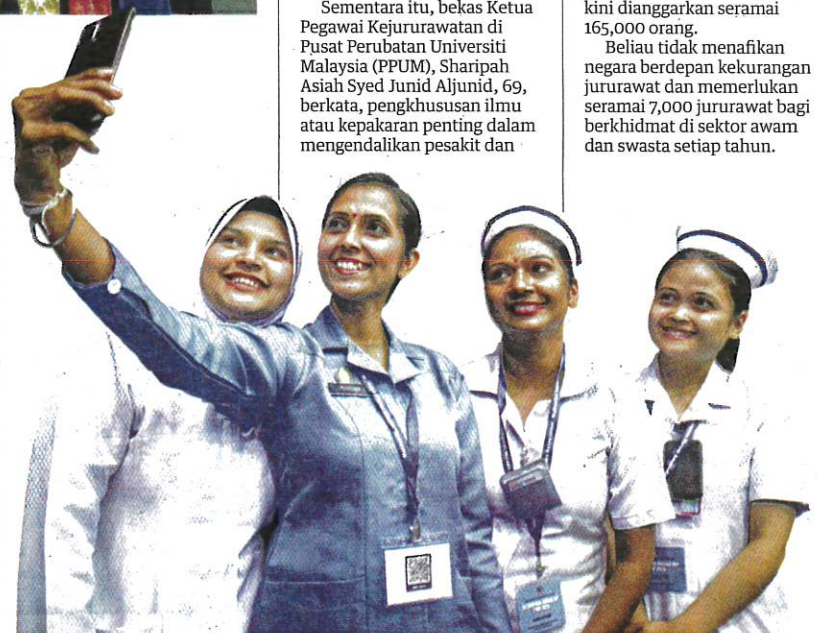 Sementara itu, bekas Ketua
Pegawai Kejururawatan di
Pusat Perubatan Universiti
Malaysia (PPUM), Sharipah
Asiah Syed Junid Aljunid, 69,
berkata, pengkhususan ilmu
atau kepakaran penting dalam
mengendalikan pesakit dan
kini dianggarkan seramai
165,000 orang.
Beliau tidak menafikan
negara berdepan kekurangan
jururawat dan memerlukan
seramai 7,000 jururawat bagi
berkhidmat di sektor awam
dan swasta setiap tahun.